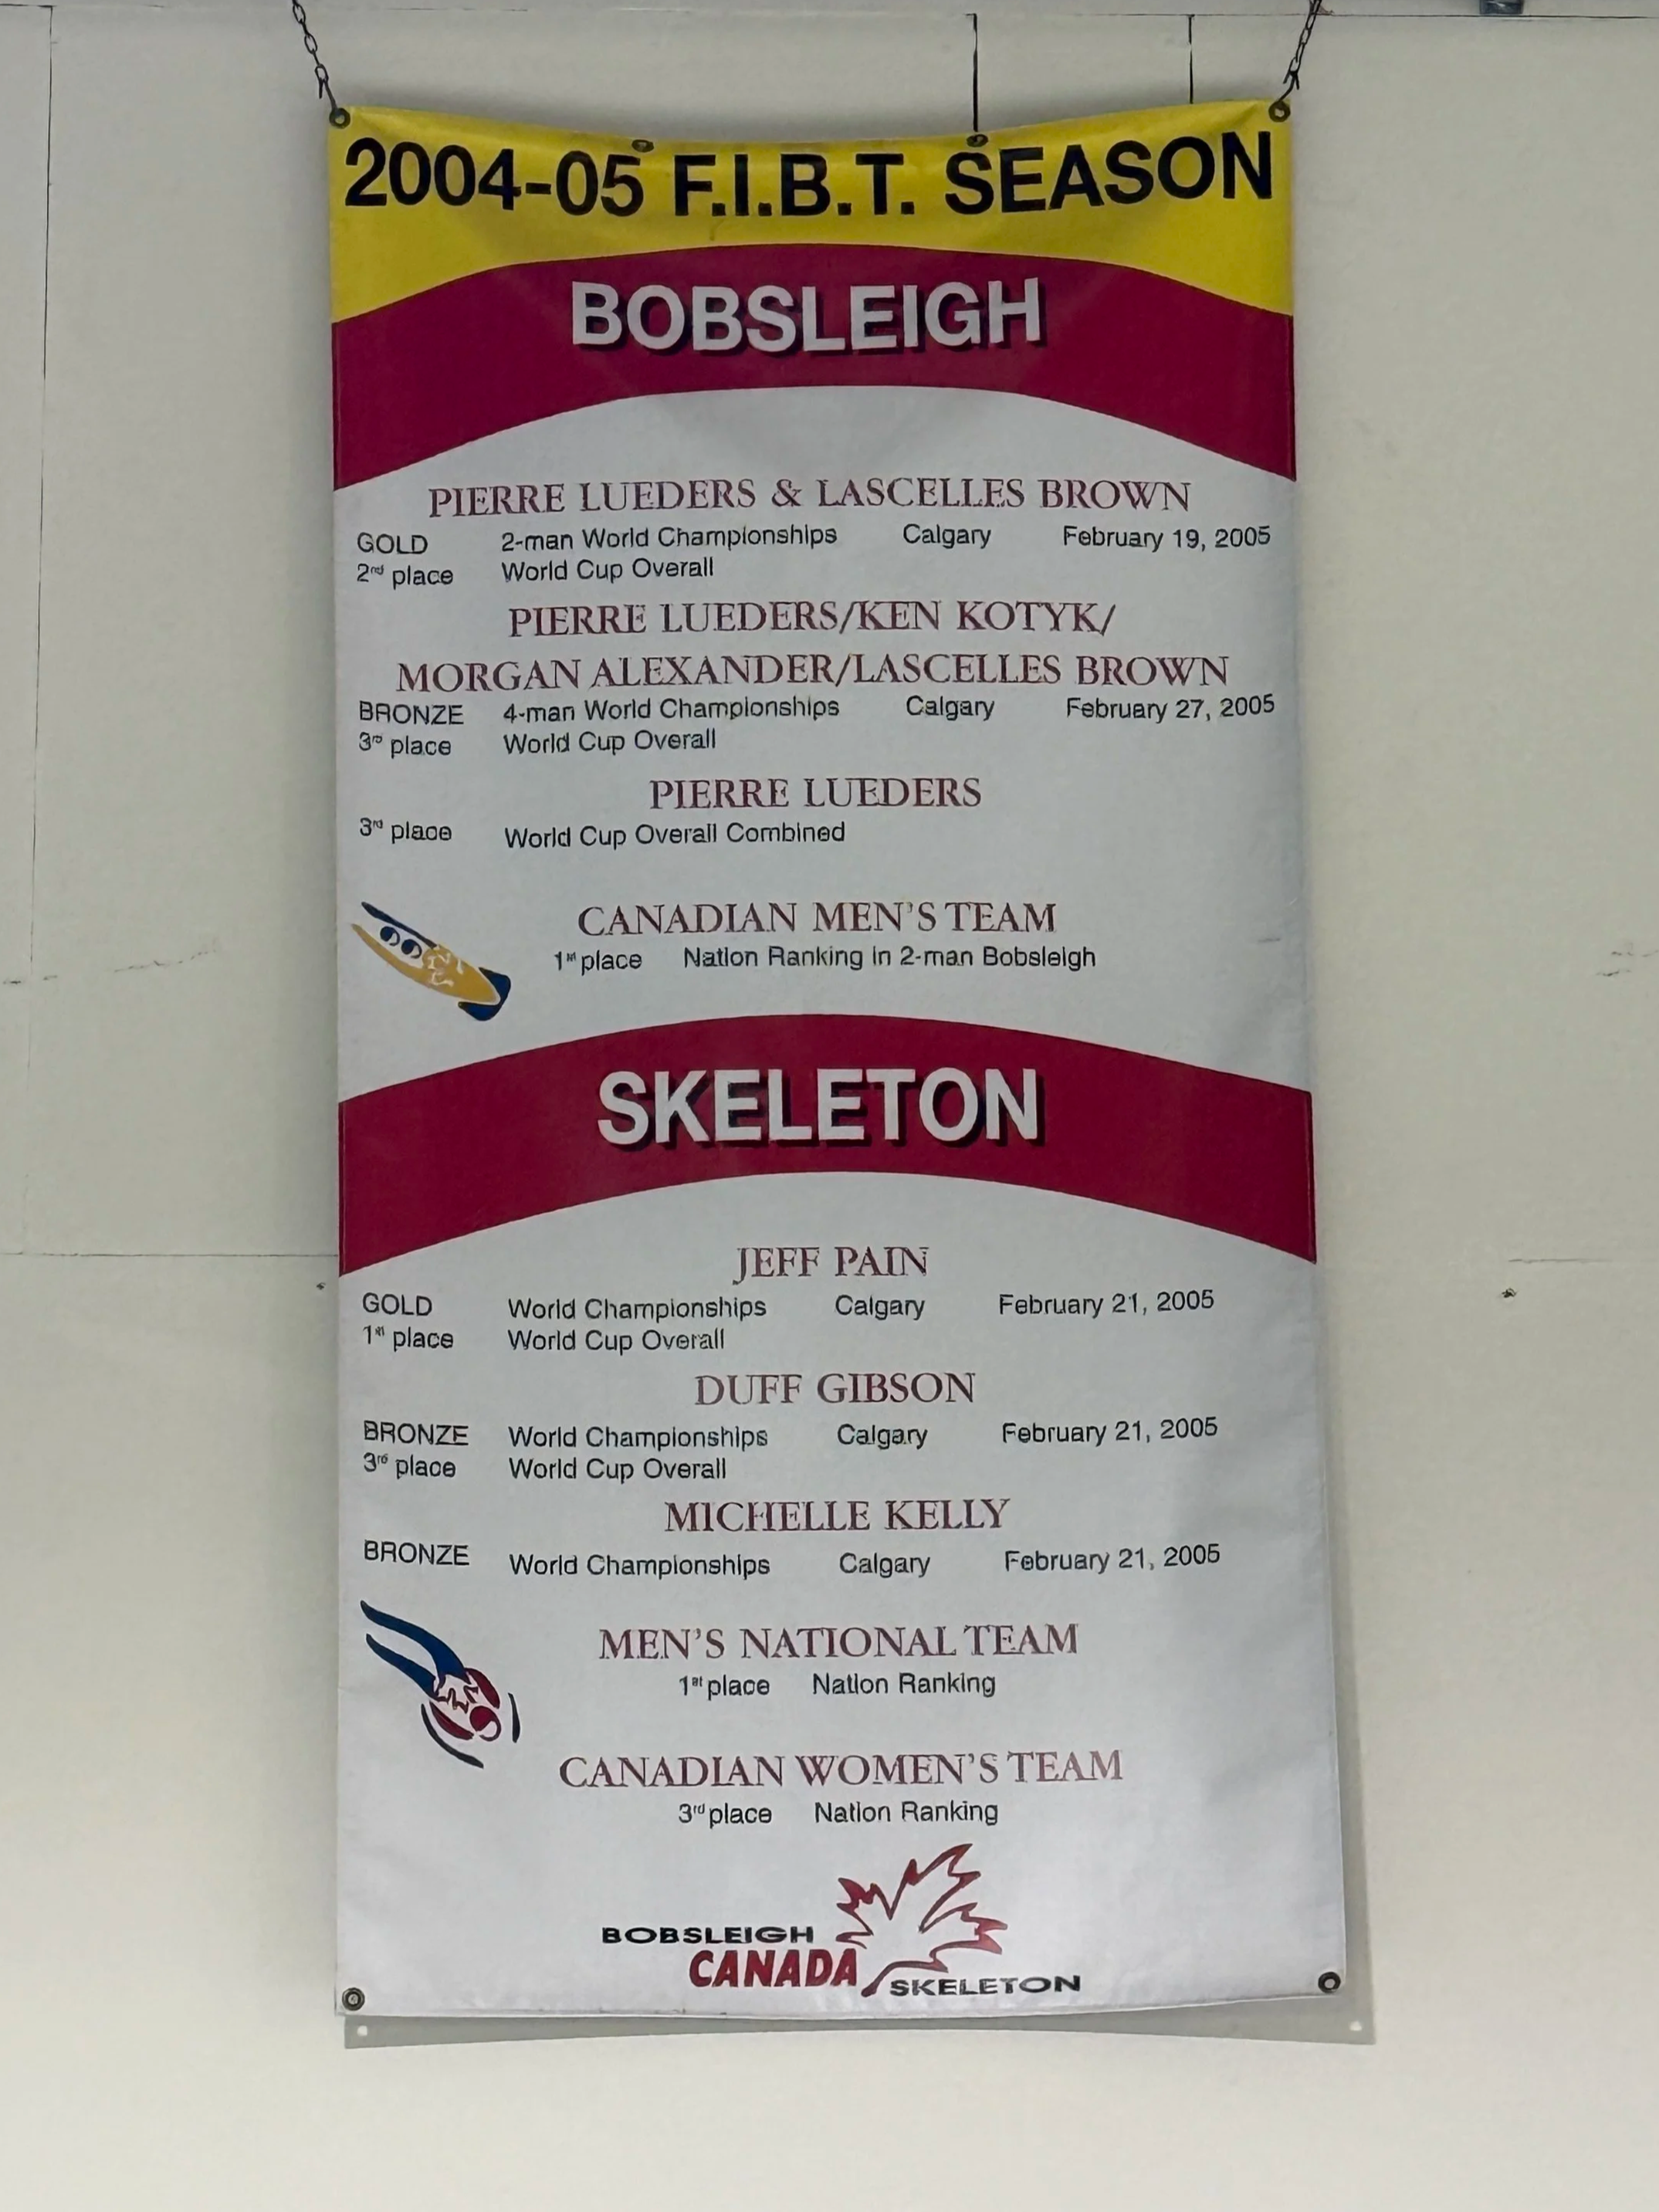 2004-05 F.I.B.T. SEASON
BOBSLEIGH
PIERRE LUEDERS & LASCELLES BROWN
GOLD 2-man World Championships Calgary February 19, 2005
2nd place World Cup Overall
PIERRE LUEDERS/KEN KOTYK/
MORGAN ALEXANDER/LASCELLES BROWN
BRONZE 4-man World Championships Calgary February 27, 2005
3rd place World Cup Overall
PIERRE LUEDERS
3rd place World Cup Overall Combined
CANADIAN MEN'S TEAM
1st place Nation Ranking in 2-man Bobsleigh
SKELETON
JEFF PAIN
GOLD World Championships Calgary February 21, 2005
1st place World Cup Overall
DUFF GIBSON
BRONZE World Championships Calgary February 21, 2005
3rd place World Cup Overall
MICHELLE KELLY
BRONZE World Championships Calgary February 21, 2005
MEN'S NATIONAL TEAM
1st place Nation Ranking
CANADIAN WOMEN'S TEAM
3rd place Nation Ranking
BOBSLEIGH
CANADA
SKELETON